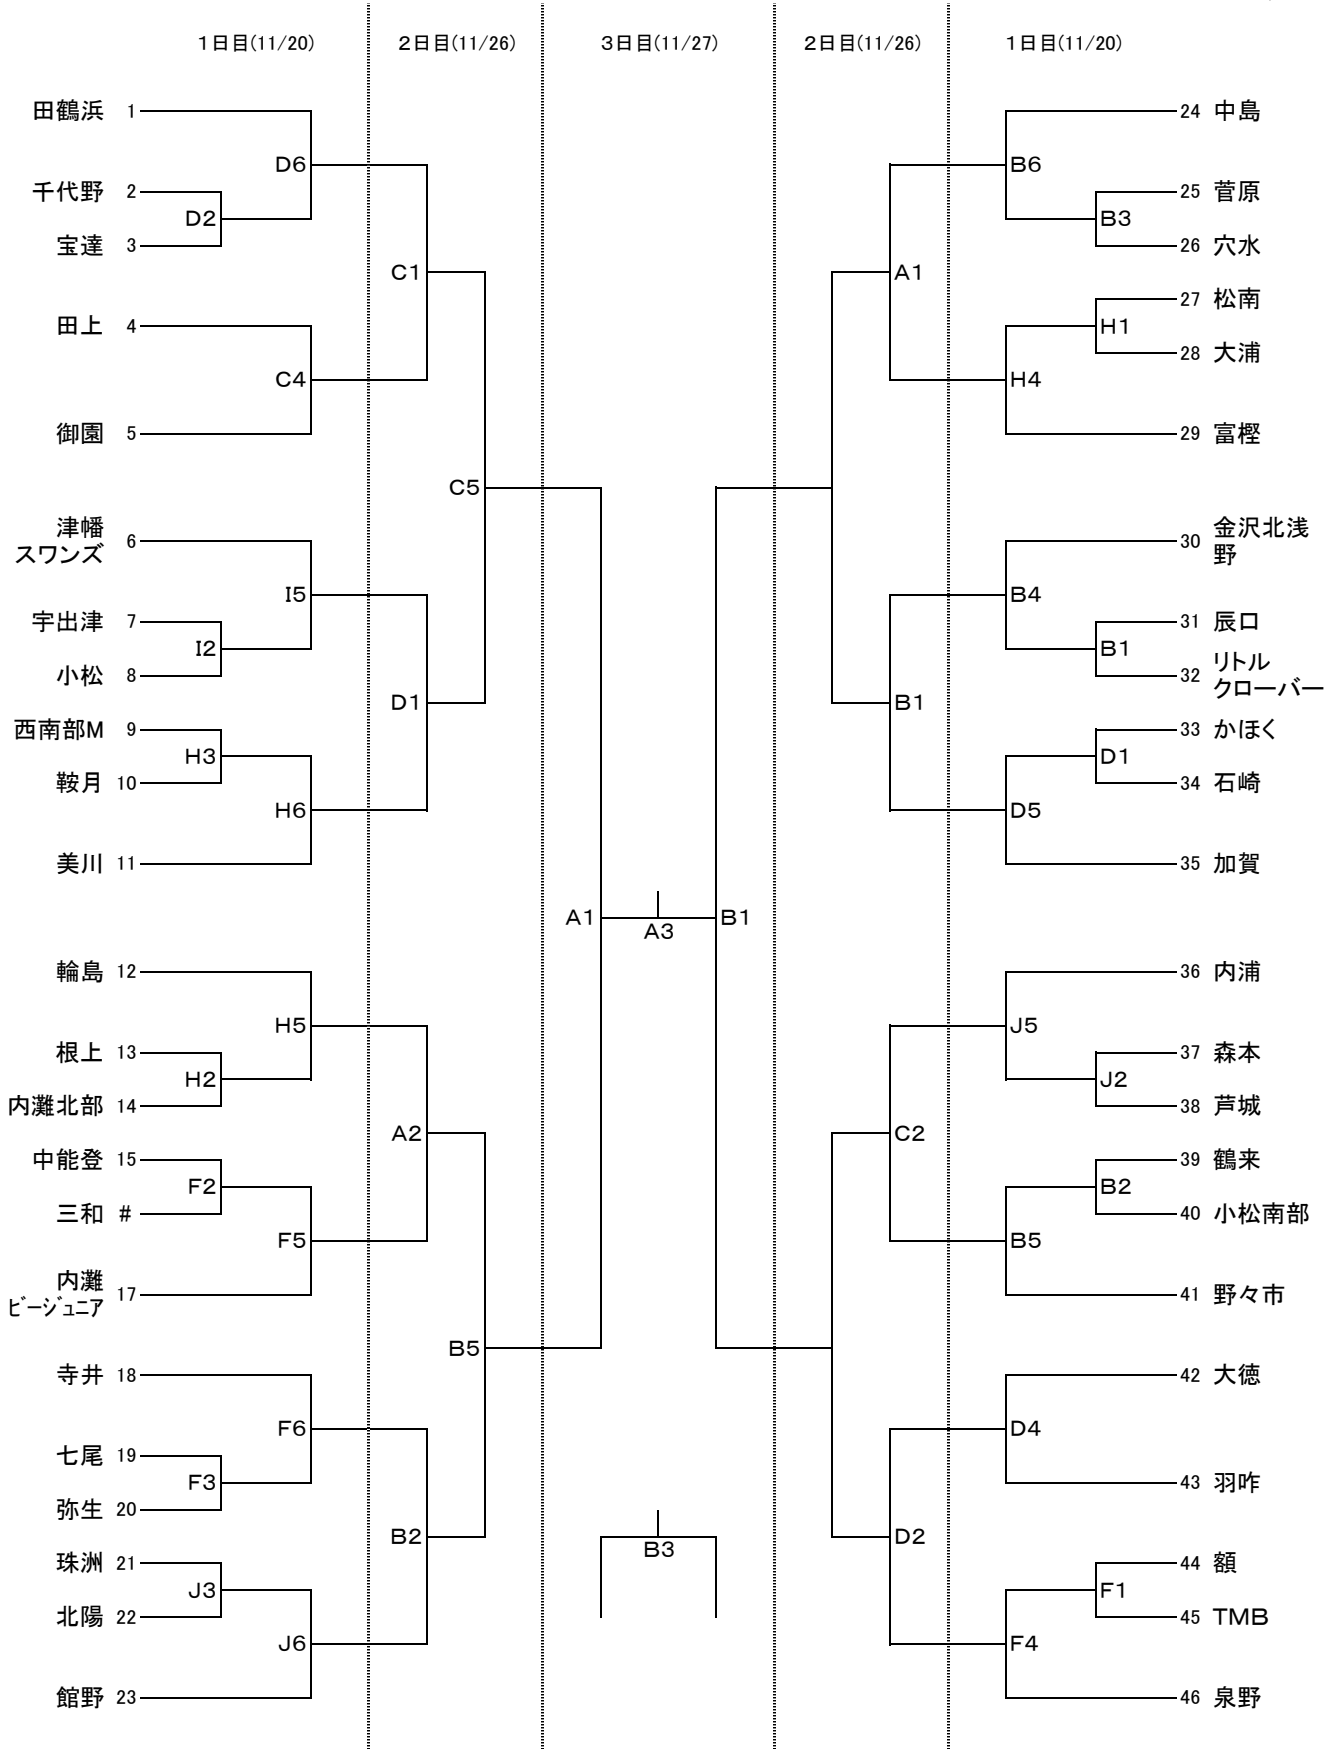 1日目(11/20) 2日目(11/26) 3日目(11/27) 2日目(11/26) 1日目(11/20)
田鶴浜 1
D6
千代野 2
D2
宝達 3
C1
田上 4
C4
御園 5
C5
津幡
スワンズ 6
I5
宇出津 7
I2
小松 8
D1
西南部M 9
H3
鞍月 10
H6
美川 11
A1
A3
輪島 12
H5
根上 13
H2
内灘北部 14
A2
中能登 15
F2
三和 #
F5
内灘
ビージュニア 17
B5
寺井 18
F6
七尾 19
F3
弥生 20
B2
珠洲 21
J3
北陽 22
J6
館野 23
B3
24 中島
B6
25 菅原
B3
26 穴水
A1
27 松南
H1
28 大浦
H4
29 富樫
30 金沢北浅
野
B4
31 辰口
B1
32 リトル
クローバー
B1
33 かほく
D1
34 石崎
D5
35 加賀
B1
36 内浦
J5
37 森本
J2
38 芦城
C2
39 鶴来
B2
40 小松南部
B5
41 野々市
42 大徳
D4
43 羽咋
D2
44 額
F1
45 TMB
F4
46 泉野